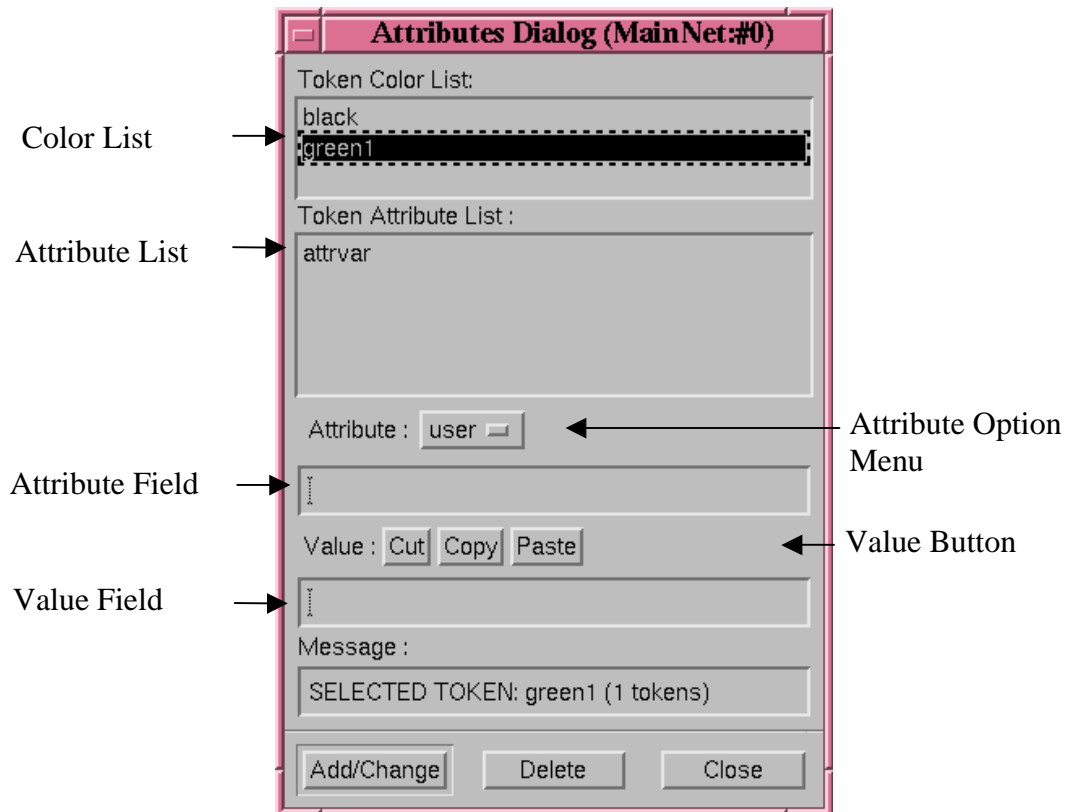 Attributes Dialog (MainNet:#0)
Token Color List:
black
Color List
green1
Token Attribute List :
Attribute List
attrvar
Attribute : user
Attribute Option
Menu
Attribute Field
Value : Cut Copy Paste
Value Button
Value Field
Message :
SELECTED TOKEN: green1 (1 tokens)
Add/Change Delete Close